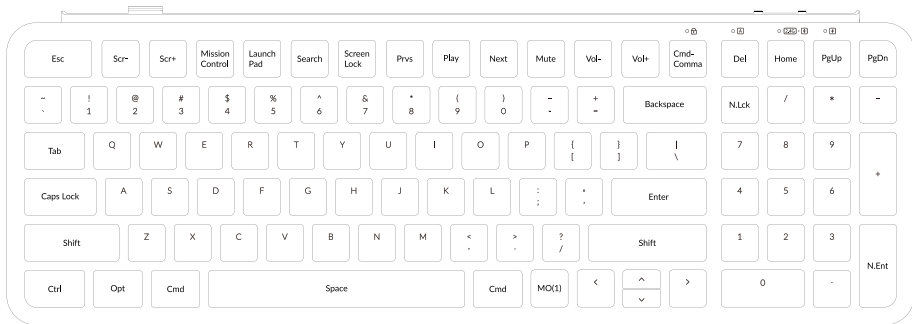 Esc Scr- Scr+ Mission Control Launch Pad Search Screen Lock Prvs Play Next Mute Vol- Vol+ Cmd-Comma Del Home PgUp PgDn
~ ` ! 1 @ 2 # 3 $ 4 % 5 ^ 6 & 7 * 8 ( 9 ) 0 - - + = Backspace N.Lck / * -
Tab Q W E R T Y U I O P { [ } ] | \ 7 8 9 +
Caps Lock A S D F G H J K L : ; " ' Enter 4 5 6
Shift Z X C V B N M < - > . ? / Shift 1 2 3 N.Ent
Ctrl Opt Cmd Space Cmd MO(1) < ^ v > 0 .